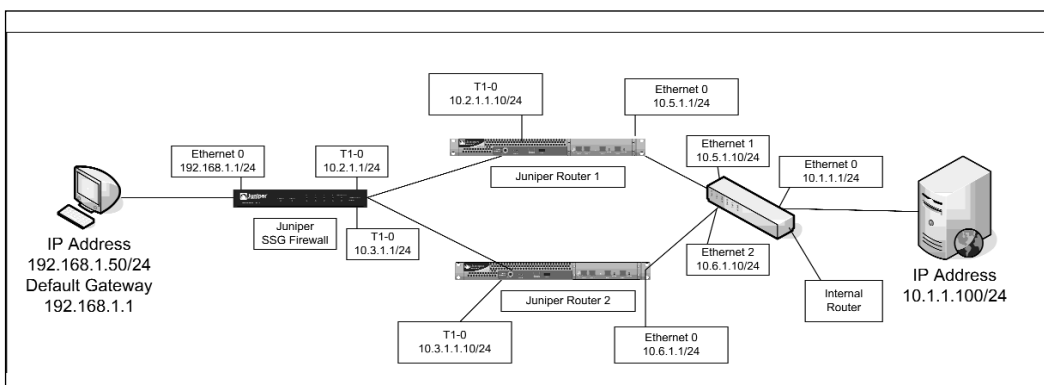 T1-0
10.2.1.1.10/24
Ethernet 0
10.5.1.1/24
Ethernet 0
192.168.1.1/24
T1-0
10.2.1.1/24
Juniper Router 1
Ethernet 1
10.5.1.10/24
Ethernet 0
10.1.1.1/24
Juniper
Juniper
SSG Firewall
T1-0
10.3.1.1/24
IP Address
192.168.1.50/24
Default Gateway
192.168.1.1
Ethernet 2
10.6.1.10/24
IP Address
10.1.1.100/24
Juniper Router 2
Internal
Router
T1-0
10.3.1.1.10/24
Ethernet 0
10.6.1.1/24